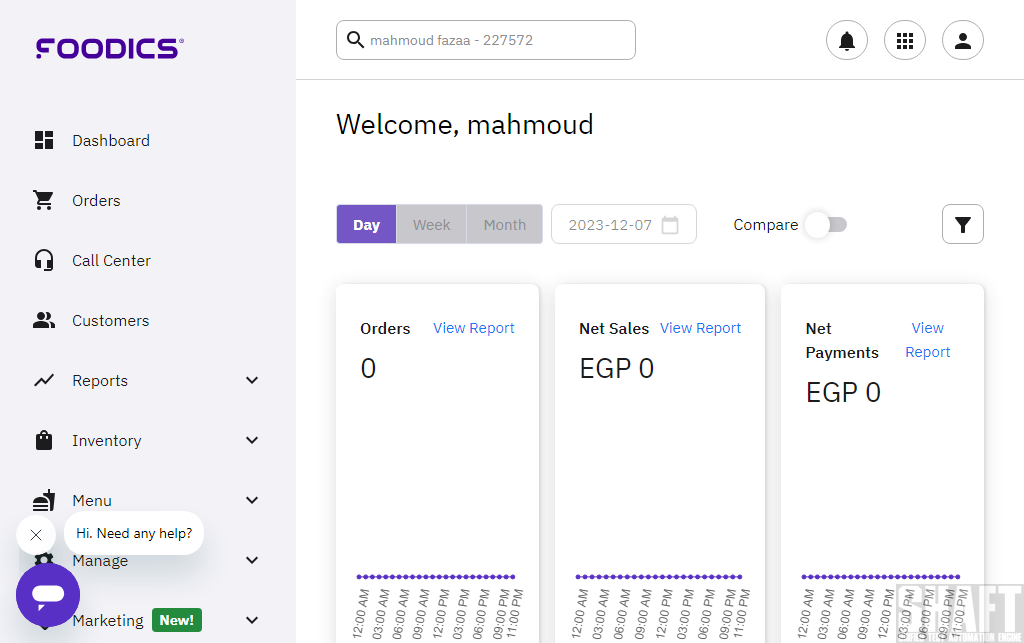 FOODICS
mahmoud fazaa - 227572
Dashboard
Orders
Call Center
Customers
Reports
Inventory
Menu
Manage
Marketing New!
Hi. Need any help?
Welcome, mahmoud
Day Week Month 2023-12-07 Compare
Orders View Report
0
12:00 AM 03:00 AM 06:00 AM 09:00 AM 12:00 PM 03:00 PM 06:00 PM 09:00 PM 11:00 PM
Net Sales View Report
EGP 0
12:00 AM 03:00 AM 06:00 AM 09:00 AM 12:00 PM 03:00 PM 06:00 PM 09:00 PM 11:00 PM
Net Payments
View Report
EGP 0
12:00 AM 03:00 AM 06:00 AM 09:00 AM 12:00 PM 03:00 PM 06:00 PM 09:00 PM 11:00 PM
SHAFT